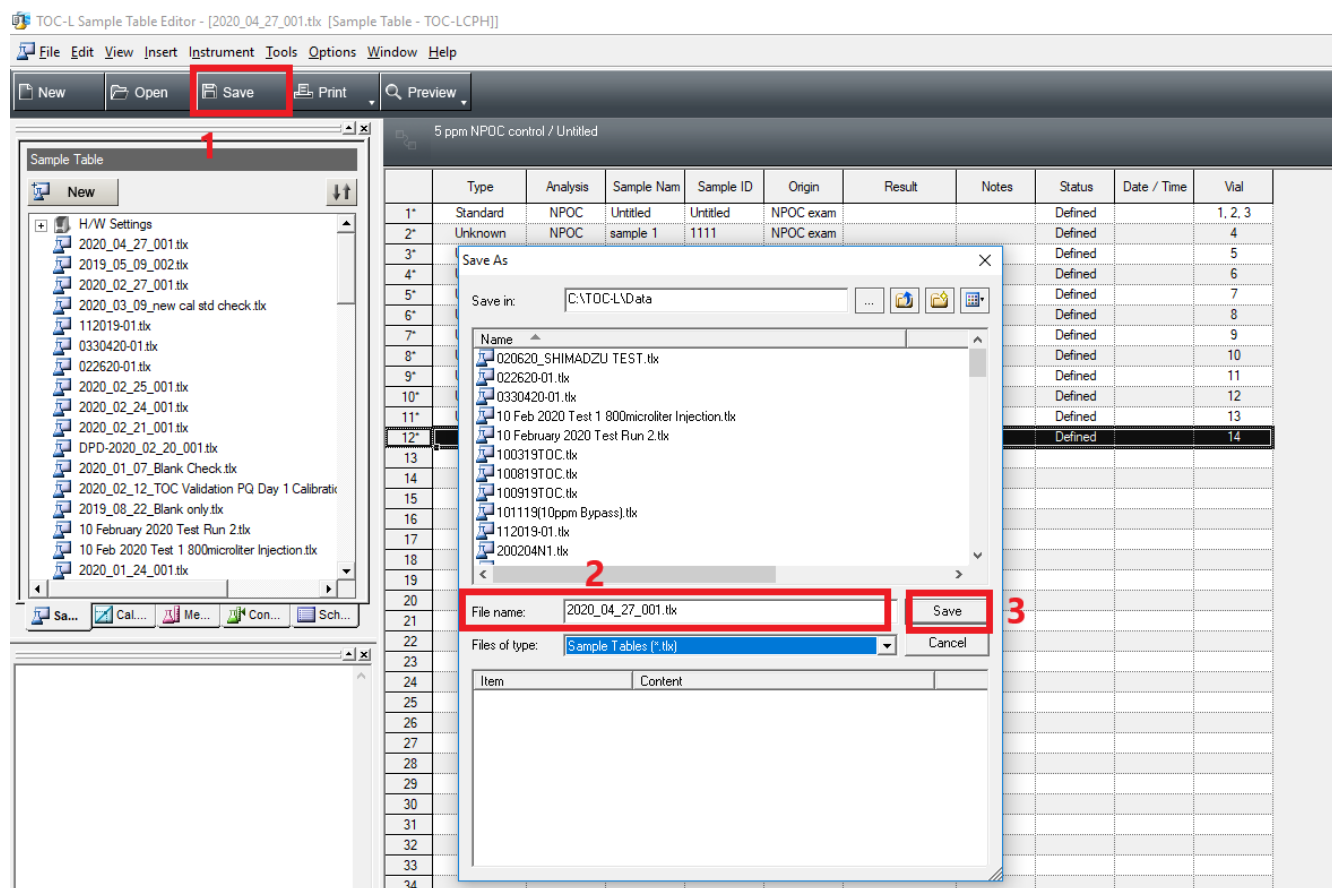 TOC-L Sample Table Editor - [2020_04_27_001.tlx [Sample Table - TOC-LCPH]]
File Edit View Insert Instrument Tools Options Window Help
New Open Save Print Preview
1
5 ppm NPOC control / Untitled
Sample Table
New
H/W Settings
2020_04_27_001.tlx
2019_05_09_002.tlx
2020_02_27_001.tlx
2020_03_09_new cal std check.tlx
112019-01.tlx
0330420-01.tlx
022620-01.tlx
2020_02_25_001.tlx
2020_02_24_001.tlx
2020_02_21_001.tlx
DPD-2020_02_20_001.tlx
2020_01_07_Blank Check.tlx
2020_02_12_TOC Validation PQ Day 1 Calibratic
2019_08_22_Blank only.tlx
10 February 2020 Test Run 2.tlx
10 Feb 2020 Test 1 800microliter Injection.tlx
2020_01_24_001.tlx
Sa... Cal... Me... Con... Sch...
Type Analysis Sample Nam Sample ID Origin Result Notes Status Date / Time Vial
1* Standard NPOC Untitled Untitled NPOC exam Defined 1, 2, 3
2* Unknown NPOC sample 1 1111 NPOC exam Defined 4
3* Defined 5
4* Defined 6
5* Defined 7
6* Defined 8
7* Defined 9
8* Defined 10
9* Defined 11
10* Defined 12
11* Defined 13
12* Defined 14
13
14
15
16
17
18
19
20
21
22
23
24
25
26
27
28
29
30
31
32
33
34
Save As
Save in: C:\TOC-L\Data ...
Name
020620_SHIMADZU TEST.tlx
022620-01.tlx
0330420-01.tlx
10 Feb 2020 Test 1 800microliter Injection.tlx
10 February 2020 Test Run 2.tlx
100319TOC.tlx
100819TOC.tlx
100919TOC.tlx
101119(10ppm Bypass).tlx
112019-01.tlx
200204N1.tlx
2
File name: 2020_04_27_001.tlx Save 3
Files of type: Sample Tables (*.tlx) Cancel
Item Content